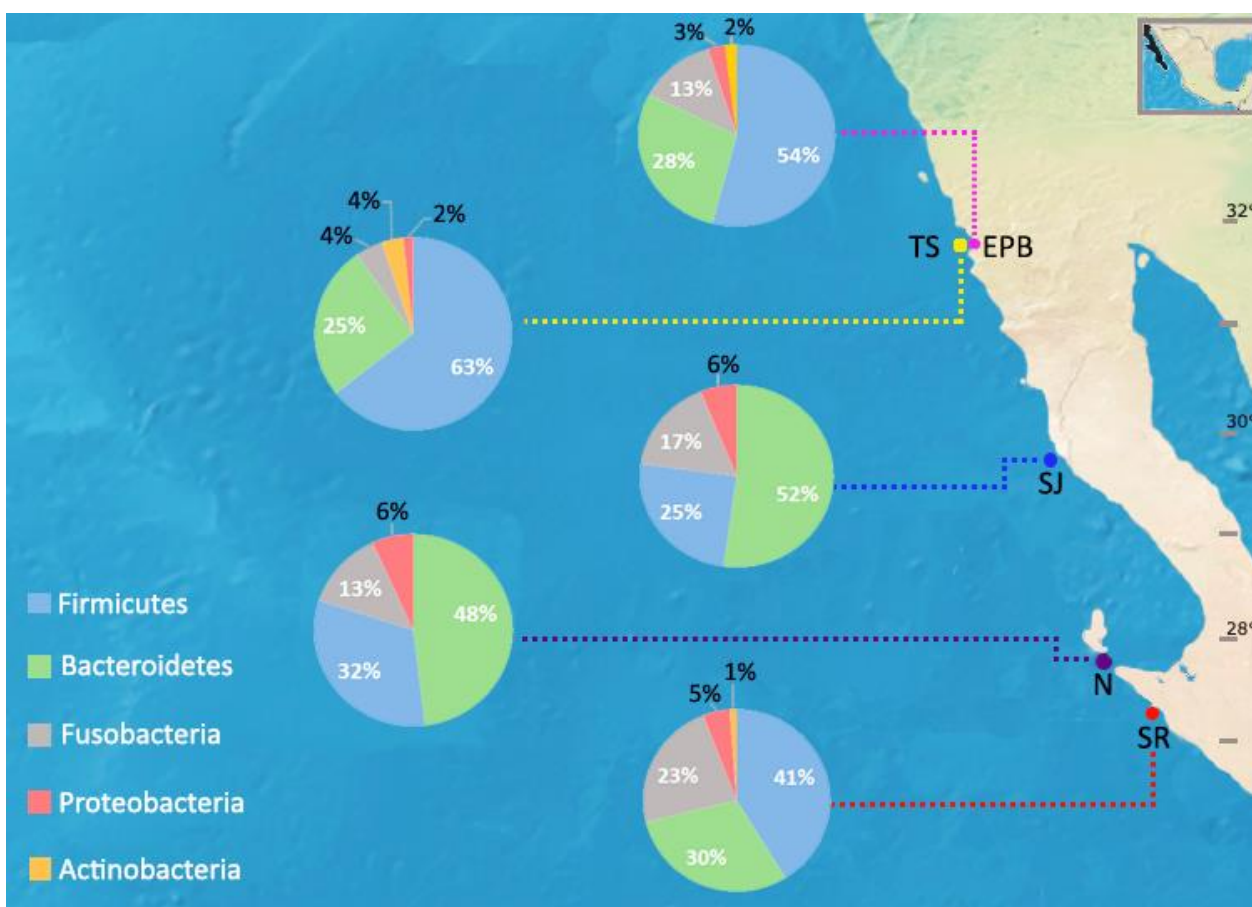 3% 2%
13%
54%
28%
4%
4% 2%
25%
63%
32°
TS EPB
6%
17%
52%
25%
30°
SJ
6%
13%
48%
32%
28°
N
SR
5% 1%
23%
41%
30%
Firmicutes
Bacteroidetes
Fusobacteria
Proteobacteria
Actinobacteria